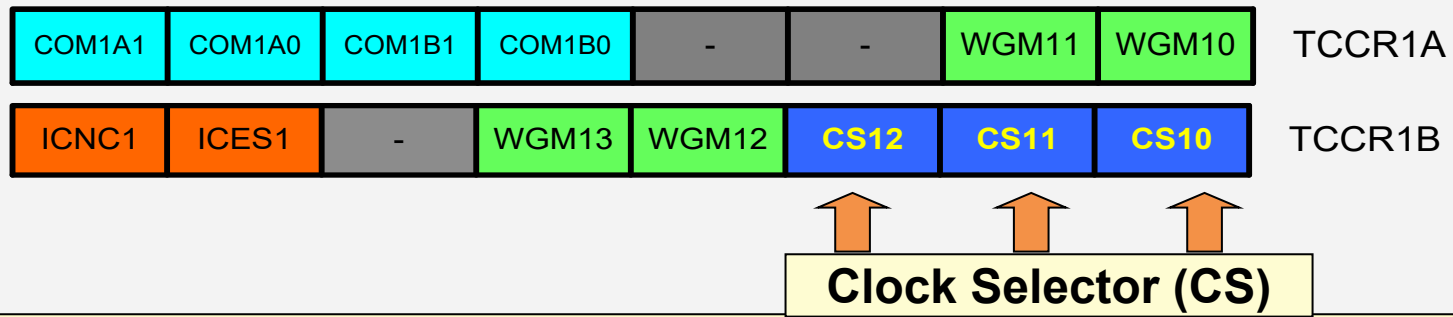 COM1A1 COM1A0 COM1B1 COM1B0 - - WGM11 WGM10 TCCR1A
ICNC1 ICES1 - WGM13 WGM12 CS12 CS11 CS10 TCCR1B
Clock Selector (CS)